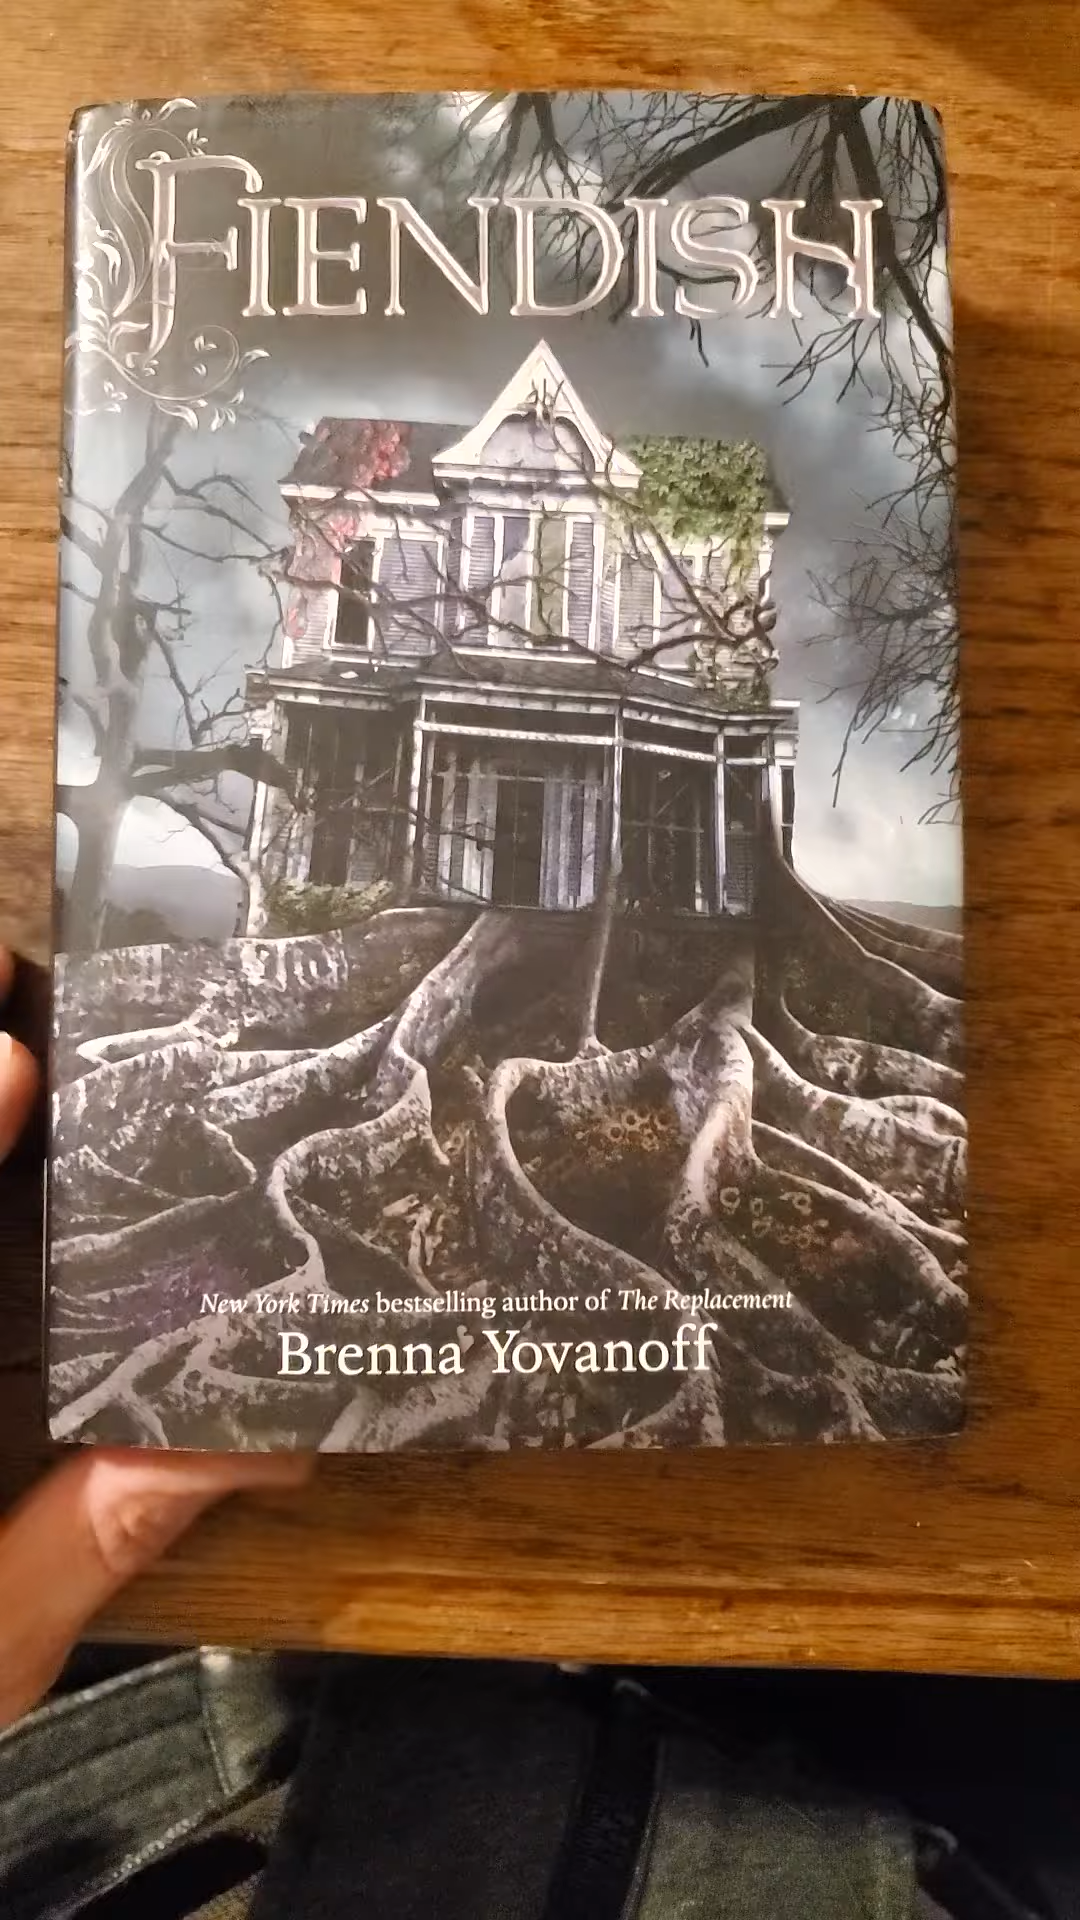 FIENDISH
New York Times bestselling author of The Replacement
Brenna Yovanoff